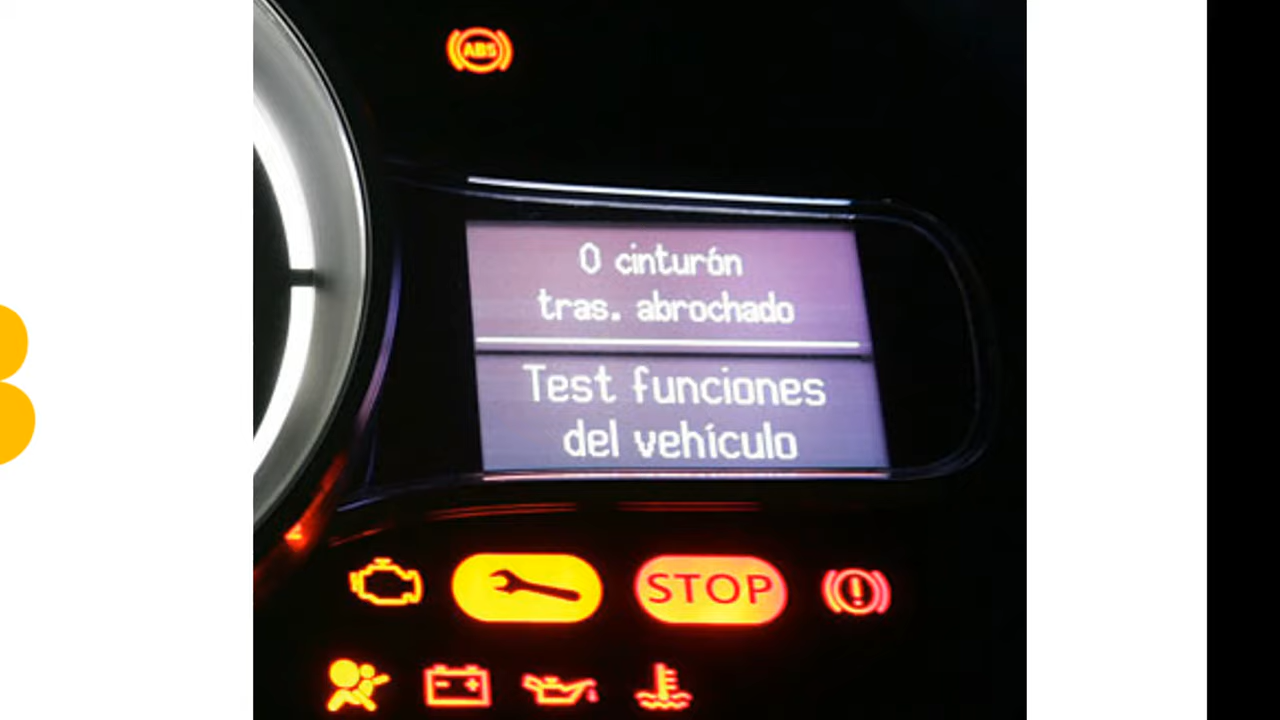 ABS
0 cinturón
tras. abrochado
Test funciones
del vehículo
STOP